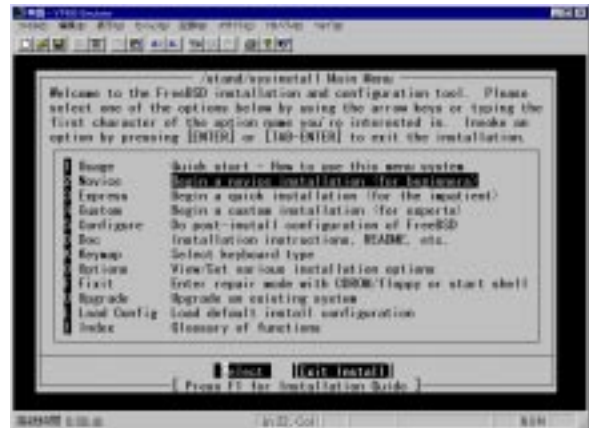 /stand/sysinstall Main Menu
Welcome to the FreeBSD installation and configuration tool. Please
select one of the options below by using the arrow keys or typing the
first character of the option name you're interested in. Invoke an
option by pressing [ENTER] or [TAB-ENTER] to exit the installation.
Usage Quick start - How to use this menu system
Novice Begin a novice installation (for beginners)
Express Begin a quick installation (for the impatient)
Custom Begin a custom installation (for experts)
Configure Do post-install configuration of FreeBSD
Doc Installation instructions, README, etc.
Keymap Select keyboard type
Options View/Set various installation options
Fixit Enter repair mode with CDROM/floppy or start shell
Upgrade Upgrade an existing system
Load Config Load default install configuration
Index Glossary of functions
Select [Exit Install]
[ Press F1 for Installation Guide ]